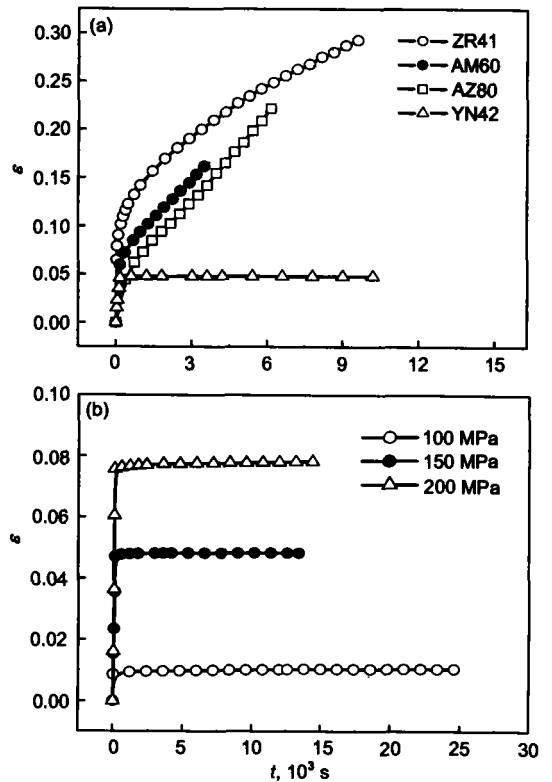 (a)
0.30
0.25
0.20
0.15
0.10
0.05
0.00
ε
ZR41
AM60
AZ80
YN42
0 3 6 9 12 15
(b)
0.10
0.08
0.06
0.04
0.02
0.00
ε
100 MPa
150 MPa
200 MPa
0 5 10 15 20 25 30
t, 10³ s